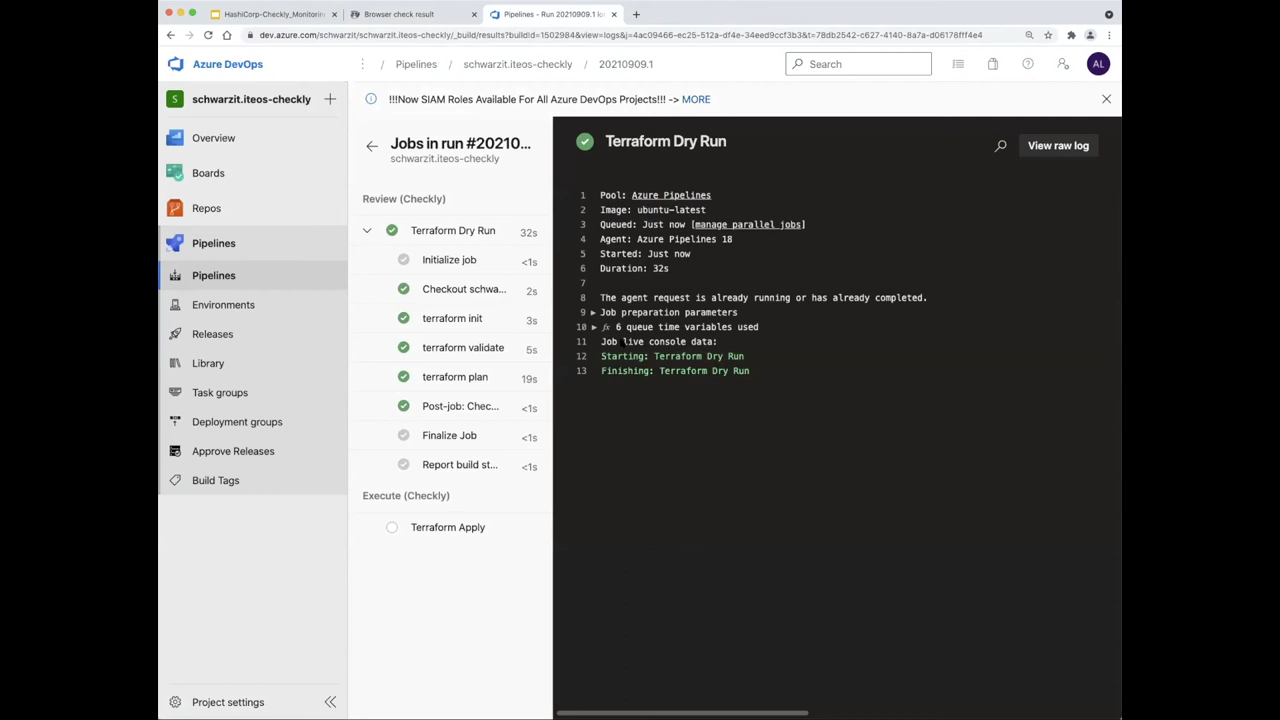 HashiCorp-Checkly_Monitorin
Browser check result
Pipelines - Run 20210909.1 lo
dev.azure.com/schwarzit/schwarzit.iteos-checkly/_build/results?buildId=1502984&view=logs&j=4ac09466-ec25-512a-df4e-34eed9ccf3b3&t=78db2542-c627-4140-8a7a-d06178fff4e4
Azure DevOps
/ Pipelines / schwarzit.iteos-checkly / 20210909.1
Search
AL
S schwarzit.iteos-checkly
!!!Now SIAM Roles Available For All Azure DevOps Projects!!! -> MORE
Overview
Boards
Repos
Pipelines
Pipelines
Environments
Releases
Library
Task groups
Deployment groups
Approve Releases
Build Tags
Project settings
Jobs in run #20210...
schwarzit.iteos-checkly
Review (Checkly)
Terraform Dry Run 32s
Initialize job <1s
Checkout schwa... 2s
terraform init 3s
terraform validate 5s
terraform plan 19s
Post-job: Chec... <1s
Finalize Job <1s
Report build st... <1s
Execute (Checkly)
Terraform Apply
Terraform Dry Run
View raw log
1 Pool: Azure Pipelines
2 Image: ubuntu-latest
3 Queued: Just now [manage parallel jobs]
4 Agent: Azure Pipelines 18
5 Started: Just now
6 Duration: 32s
7
8 The agent request is already running or has already completed.
9 Job preparation parameters
10 fx 6 queue time variables used
11 Job live console data:
12 Starting: Terraform Dry Run
13 Finishing: Terraform Dry Run